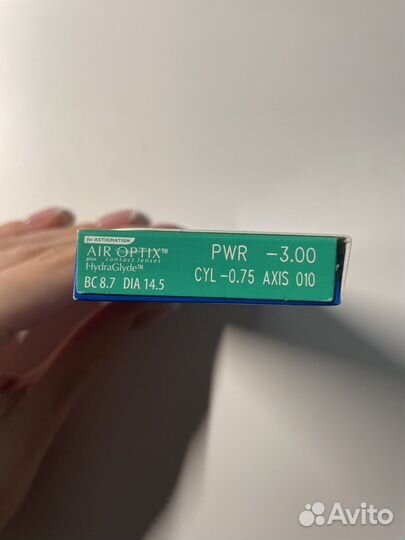 for ASTIGMATISM
AIR OPTIX™
plus contact lenses
HydraGlyde™
BC 8.7 DIA 14.5
PWR -3.00
CYL -0.75 AXIS 010
Avito